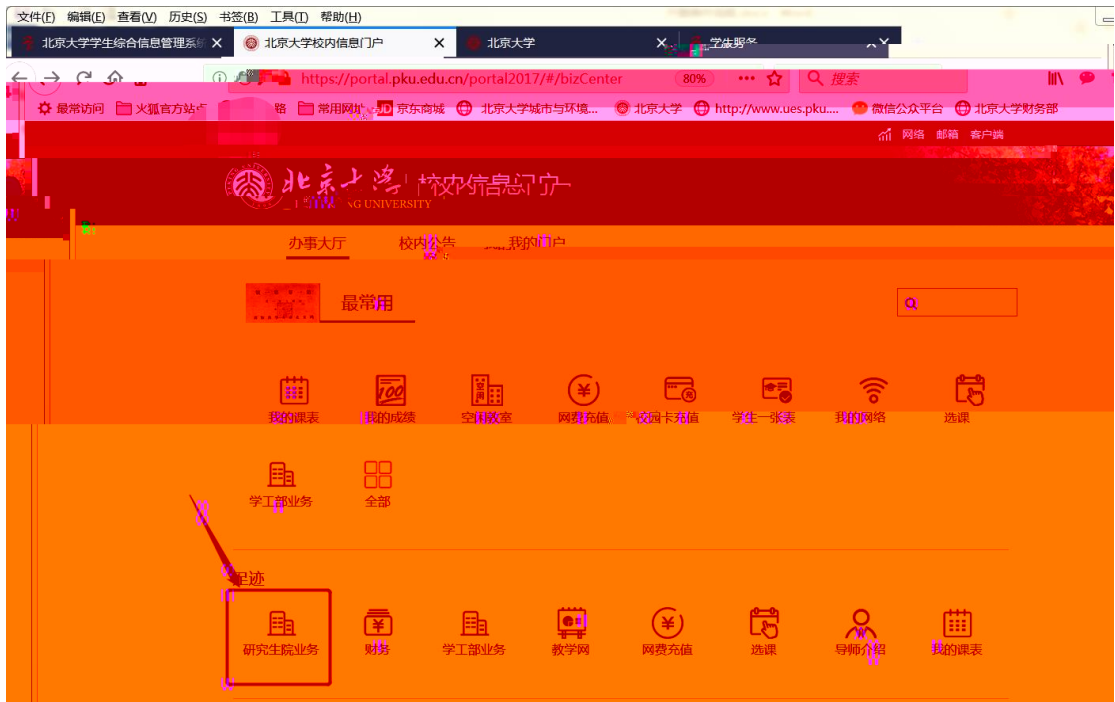 文件(F) 编辑(E) 查看(V) 历史(S) 书签(B) 工具(T) 帮助(H)
北京大学学生综合信息管理系统 北京大学校内信息门户 北京大学
https://portal.pku.edu.cn/portal2017/#/bizCenter 80% 搜索
最常访问 火狐官方站点 常用网址 JD 京东商城 北京大学城市与环境... 北京大学 http://www.ues.pku.... 微信公众平台 北京大学财务部
网络 邮箱 客户端
北京大学 校内信息门户
NG UNIVERSITY
办事大厅 校内公告 我的门户
最常用
我的课表 我的成绩 空闲教室 网费充值 校园卡充值 学生一张表 我的网络 选课
学工部业务 全部
足迹
研究生院业务 财务 学工部业务 教学网 网费充值 选课 导师介绍 我的课表